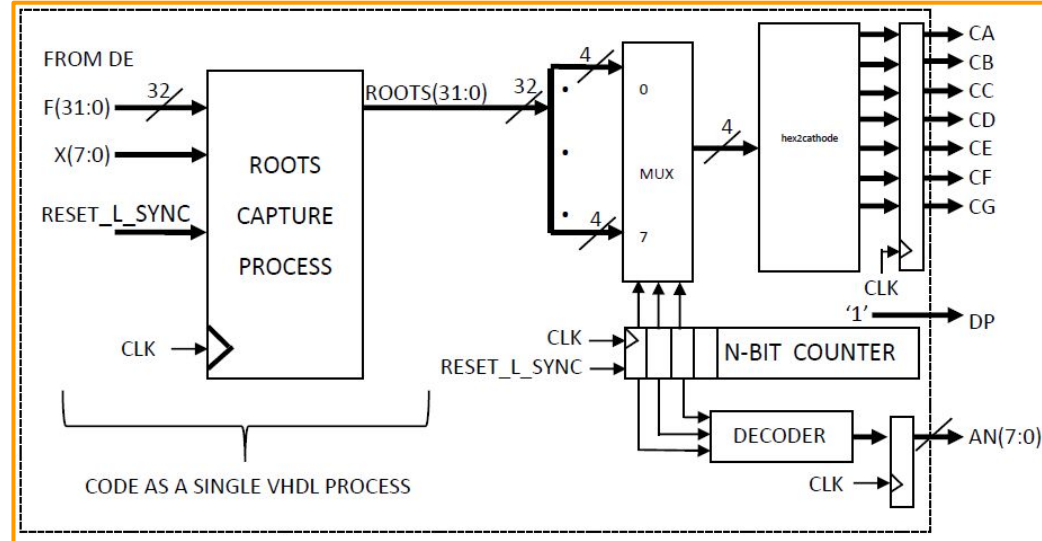 FROM DE
F(31:0)
32
X(7:0)
RESET_L_SYNC
CLK
ROOTS
CAPTURE
PROCESS
ROOTS(31:0)
32
CODE AS A SINGLE VHDL PROCESS
4
4
0
MUX
7
4
hex2cathode
CA
CB
CC
CD
CE
CF
CG
CLK
'1'
DP
CLK
RESET_L_SYNC
N-BIT COUNTER
DECODER
CLK
AN(7:0)